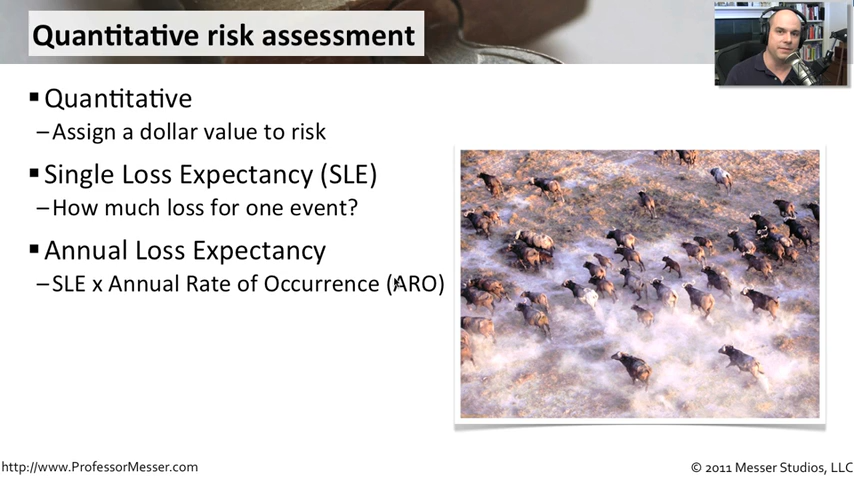 Quantitative risk assessment
▪Quantitative
–Assign a dollar value to risk
▪Single Loss Expectancy (SLE)
–How much loss for one event?
▪Annual Loss Expectancy
–SLE x Annual Rate of Occurrence (ARO)
http://www.ProfessorMesser.com
© 2011 Messer Studios, LLC